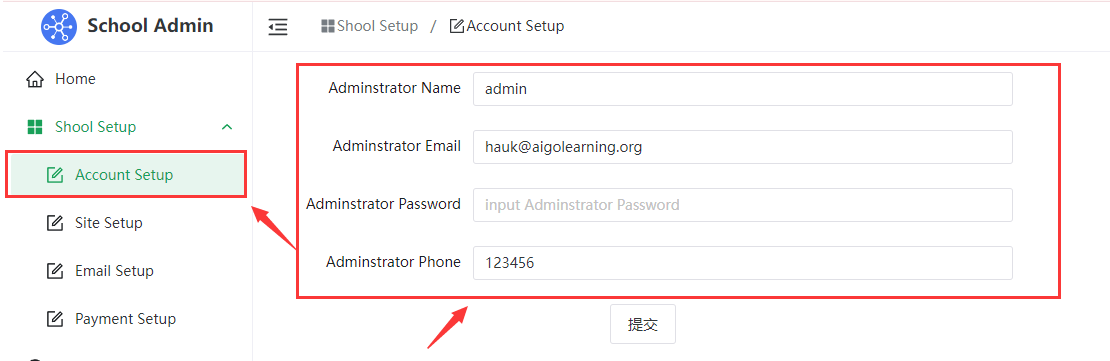 School Admin
Shool Setup / Account Setup
Home
Shool Setup
Account Setup
Site Setup
Email Setup
Payment Setup
Adminstrator Name admin
Adminstrator Email hauk@aigolearning.org
Adminstrator Password input Adminstrator Password
Adminstrator Phone 123456
提交